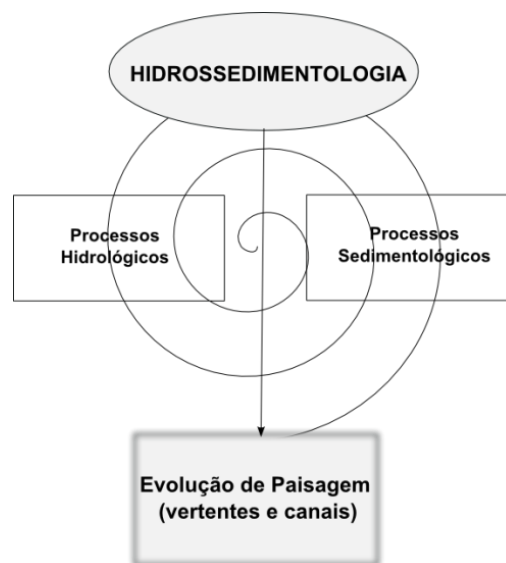 HIDROSSEDIMENTOLOGIA
Processos
Hidrológicos
Processos
Sedimentológicos
Evolução de Paisagem
(vertentes e canais)